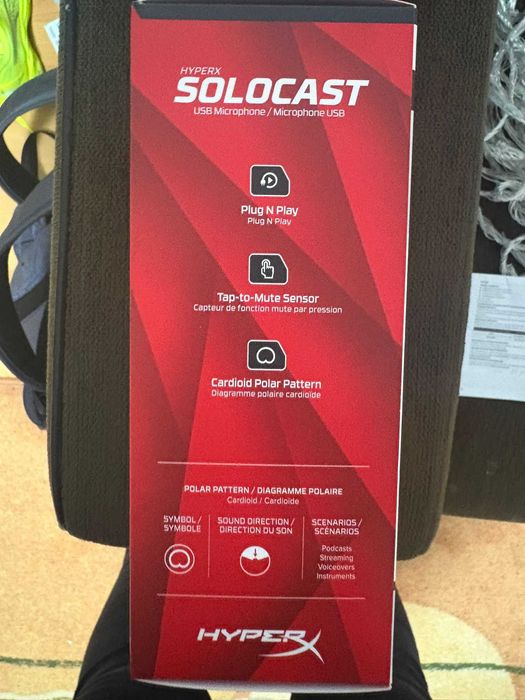 HYPERX
SOLOCAST
USB Microphone / Microphone USB
Plug N Play
Plug N Play
Tap-to-Mute Sensor
Capteur de fonction mute par pression
Cardioid Polar Pattern
Diagramme polaire cardioïde
POLAR PATTERN / DIAGRAMME POLAIRE
Cardioid / Cardioïde
SYMBOL /
SYMBOLE
SOUND DIRECTION /
DIRECTION DU SON
SCENARIOS /
SCÉNARIOS
Podcasts
Streaming
Voiceovers
Instruments
HYPERX